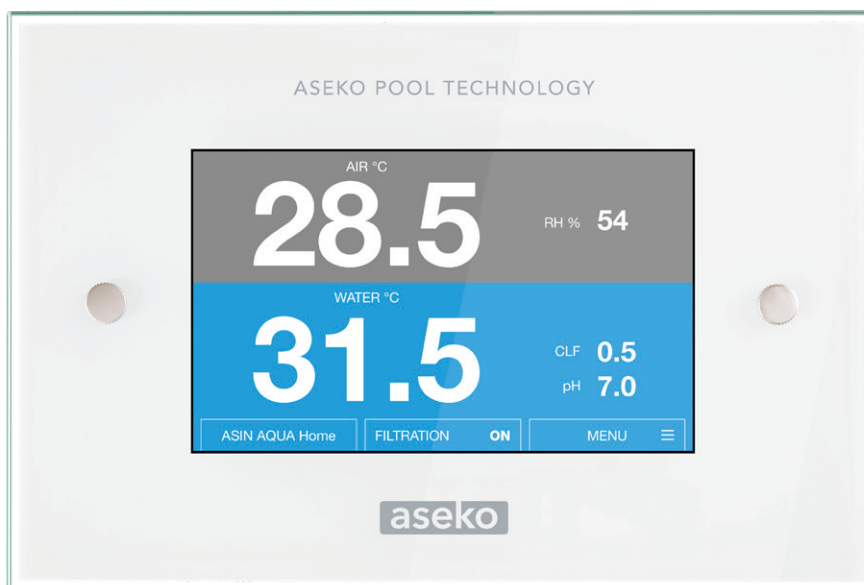 ASEKO POOL TECHNOLOGY
AIR °C
28.5
RH % 54
WATER °C
31.5
CLF 0.5
pH 7.0
ASIN AQUA Home
FILTRATION ON
MENU
aseko